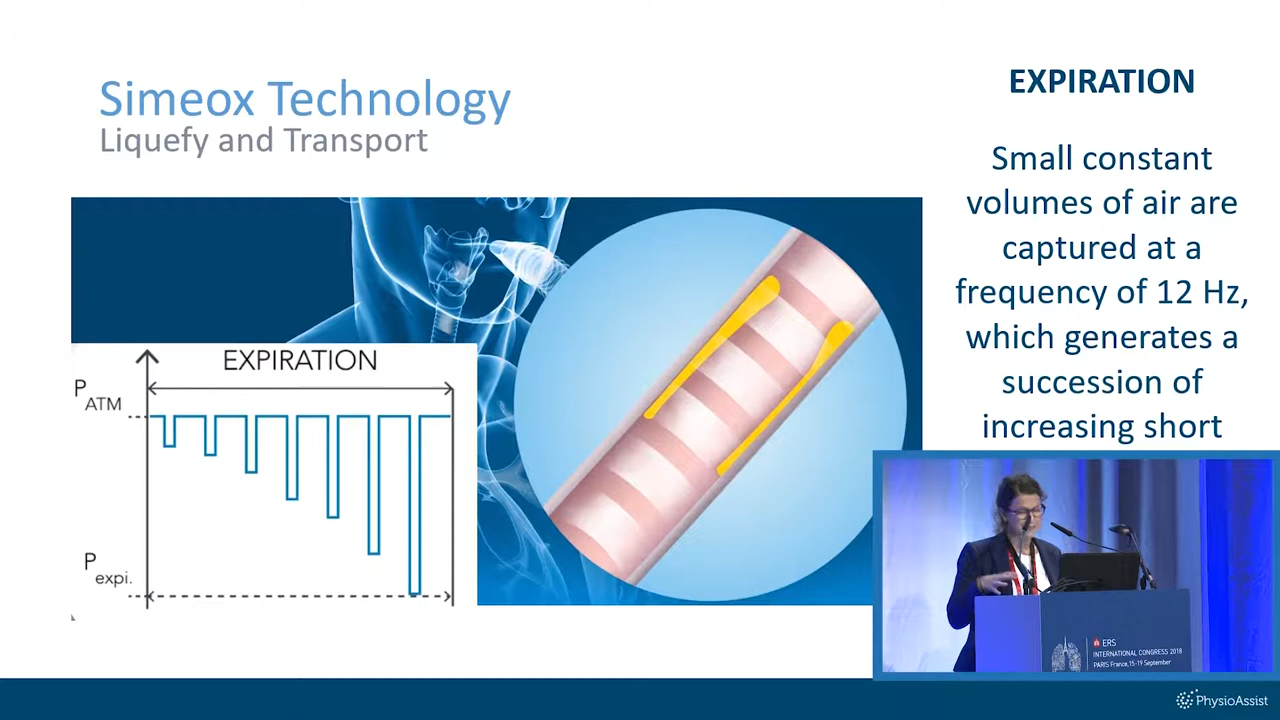 Simeox Technology
Liquefy and Transport
EXPIRATION
Small constant
volumes of air are
captured at a
frequency of 12 Hz,
which generates a
succession of
increasing short
EXPIRATION
P ATM
P expi.
ERS
INTERNATIONAL CONGRESS 2018
PARIS France, 15-19 September
PhysioAssist